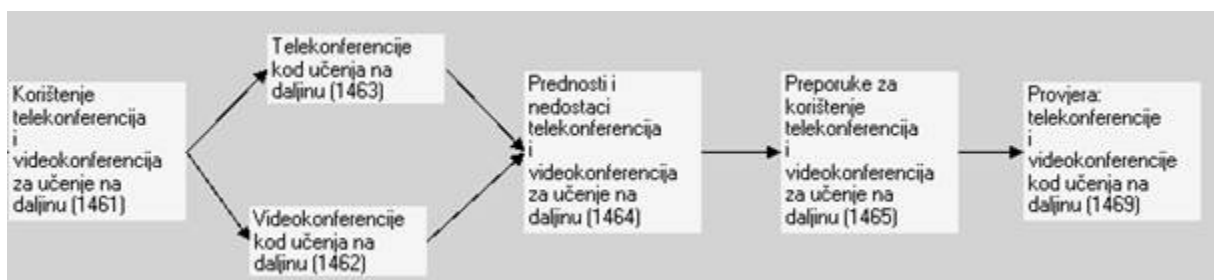 Korištenje
telekonferencija
i
videokonferencija
za učenje na
daljinu (1461)
Telekonferencije
kod učenja na
daljinu (1463)
Videokonferencije
kod učenja na
daljinu (1462)
Prednosti i
nedostaci
telekonferencija
i
videokonferencija
za učenje na
daljinu (1464)
Preporuke za
korištenje
telekonferencija
i
videokonferencija
za učenje na
daljinu (1465)
Provjera:
telekonferencije
i
videokonferencije
kod učenja na
daljinu (1469)